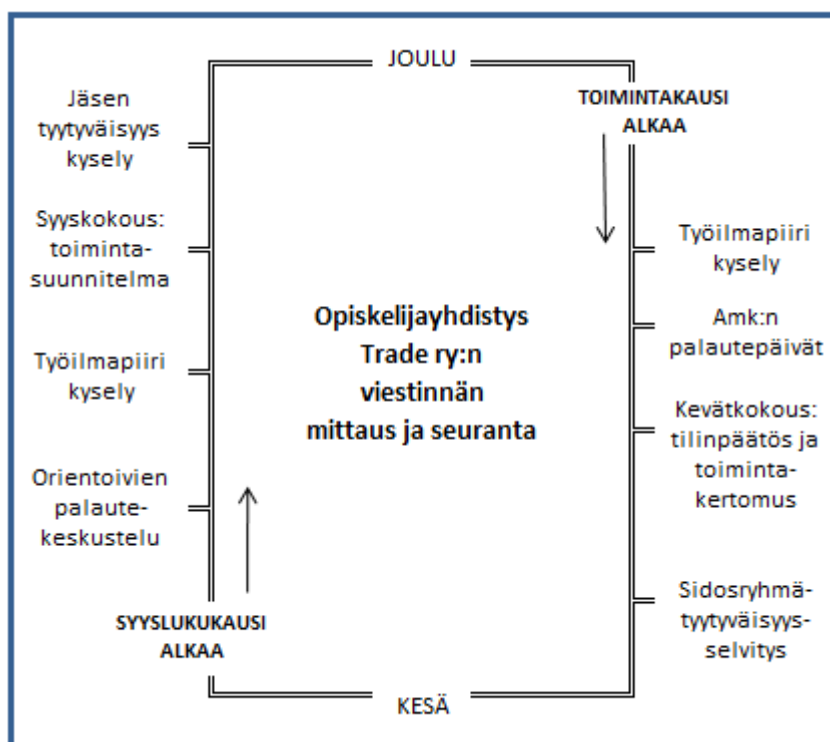 JOULU
TOIMINTAKAUSI
ALKAA
Työilmapiiri
kysely
Amk:n
palautepäivät
Kevätkokous:
tilinpäätös ja
toiminta-
kertomus
Sidosryhmä-
tyytyväisyys-
selvitys
KESÄ
SYYSLUKUKAUSI
ALKAA
Orientoivien
palaute-
keskustelu
Työilmapiiri
kysely
Syyskokous:
toiminta-
suunnitelma
Jäsen
tyytyväisyys
kysely
Opiskelijayhdistys
Trade ry:n
viestinnän
mittaus ja seuranta